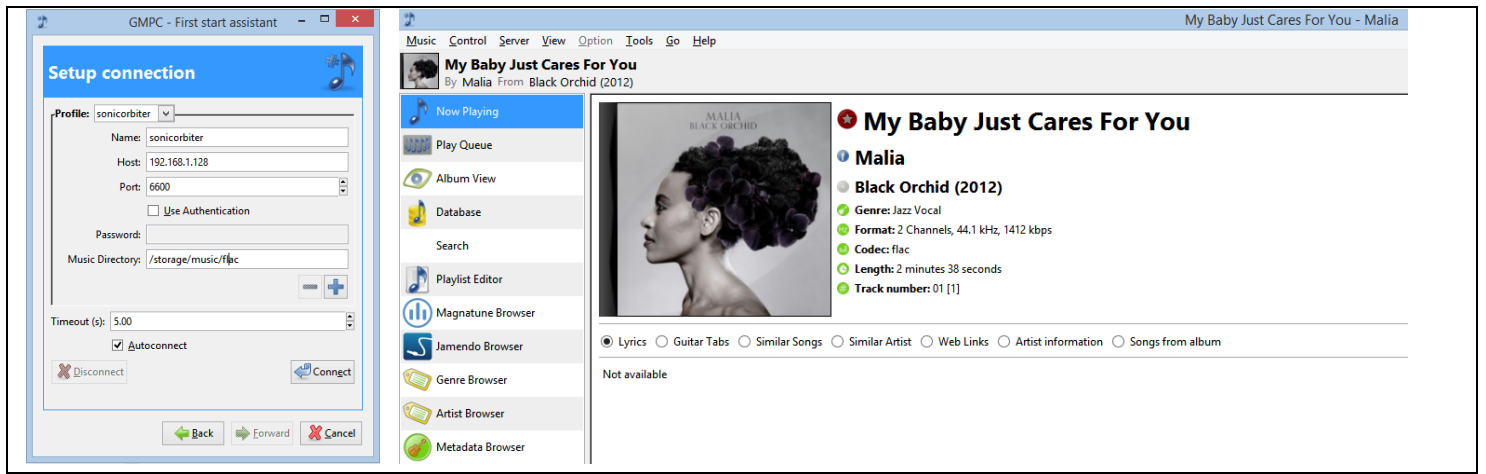 GMPC - First start assistant
Setup connection
Profile: sonicorbiter
Name: sonicorbiter
Host: 192.168.1.128
Port: 6600
Use Authentication
Password:
Music Directory: /storage/music/flac
Timeout (s): 5.00
Autoconnect
Disconnect Connect
Back Forward Cancel
My Baby Just Cares For You - Malia
Music Control Server View Option Tools Go Help
My Baby Just Cares For You
By Malia From Black Orchid (2012)
Now Playing
Play Queue
Album View
Database
Search
Playlist Editor
Magnatune Browser
Jamendo Browser
Genre Browser
Artist Browser
Metadata Browser
MALIA
BLACK ORCHID
My Baby Just Cares For You
Malia
Black Orchid (2012)
Genre: Jazz Vocal
Format: 2 Channels, 44.1 kHz, 1412 kbps
Codec: flac
Length: 2 minutes 38 seconds
Track number: 01 [1]
Lyrics Guitar Tabs Similar Songs Similar Artist Web Links Artist information Songs from album
Not available